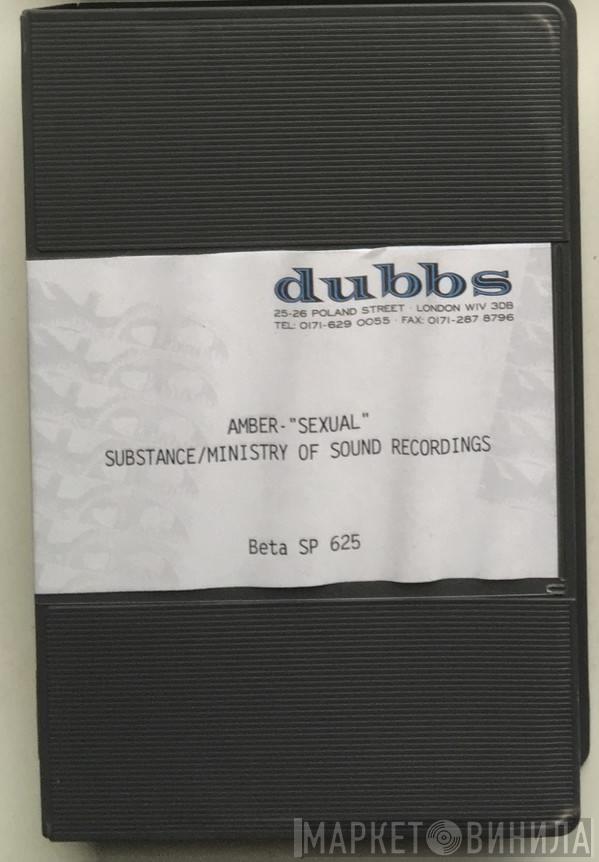 dubbs
25-26 POLAND STREET · LONDON W1V 3DB
TEL: 0171-629 0055 · FAX: 0171-287 8796
AMBER-"SEXUAL"
SUBSTANCE/MINISTRY OF SOUND RECORDINGS
Beta SP 625
МАРКЕТ ВИНИЛА